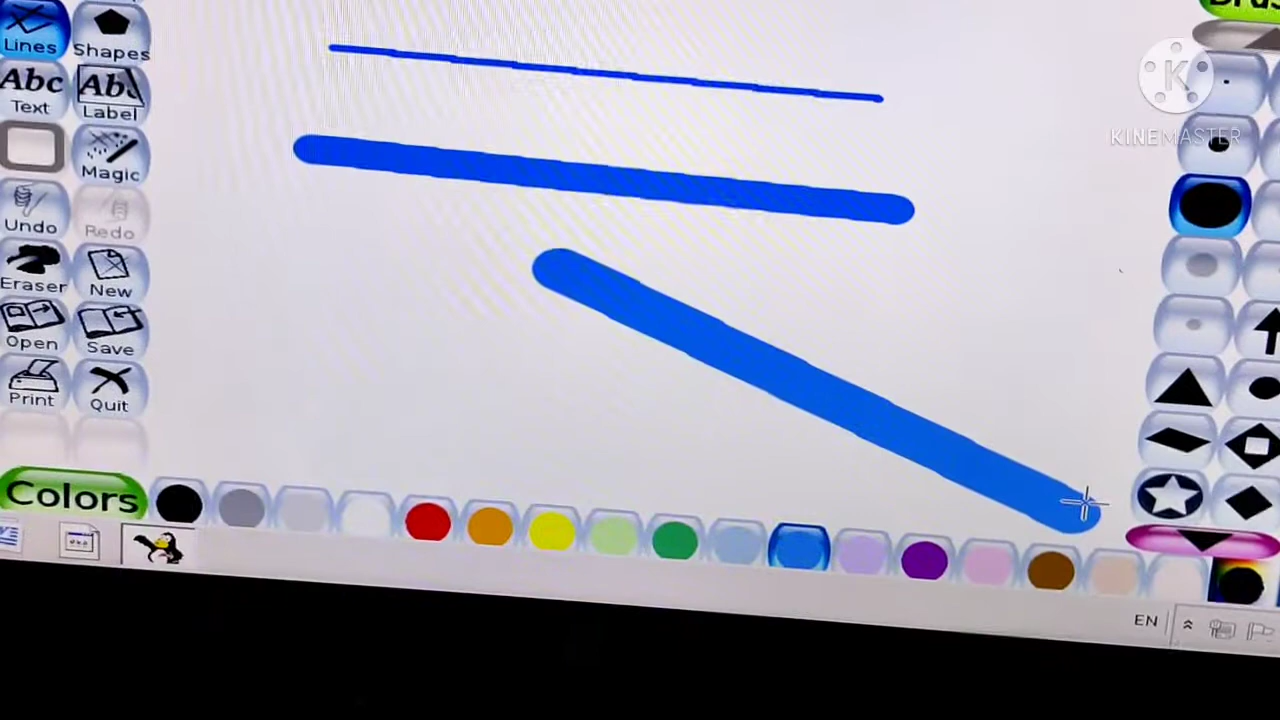 Lines
Shapes
Abc
Text
Label
Magic
Undo
Redo
Eraser
New
Open
Save
Print
Quit
Colors
K
KINEMASTER
EN